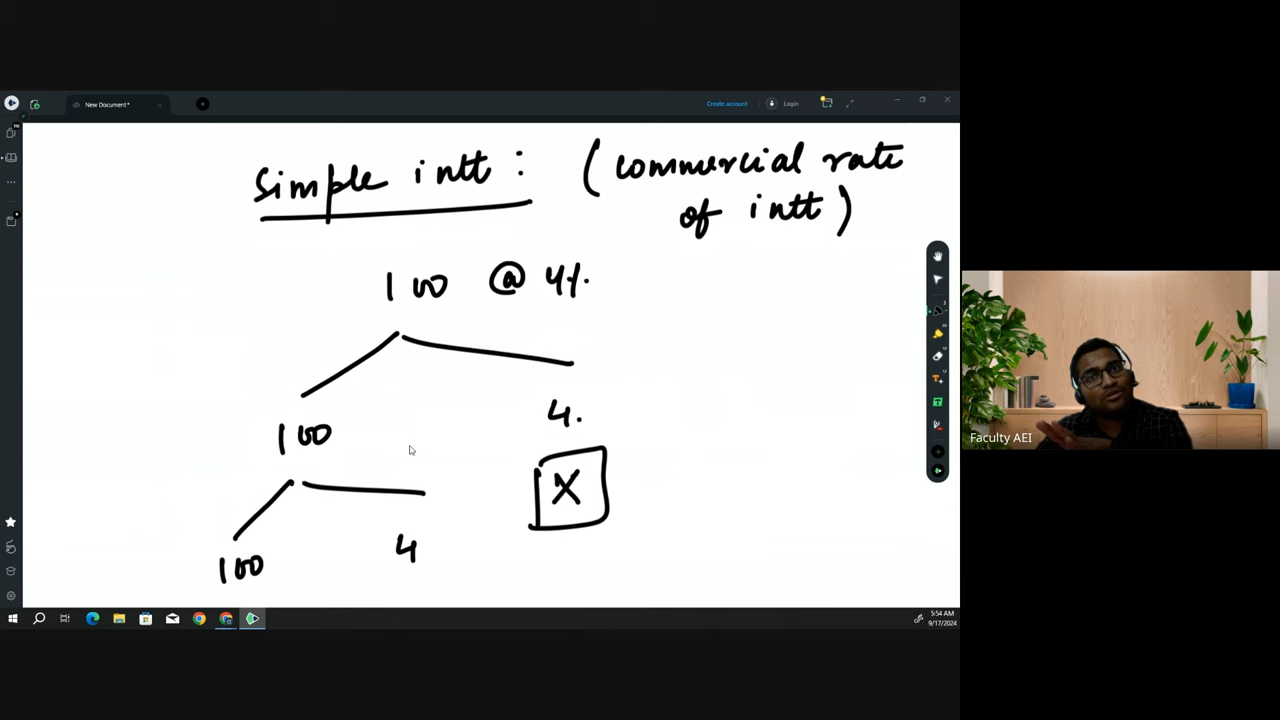 New Document*
Create account
Login
Simple intt : (commercial rate
of intt)
100 @ 4%.
100
4.
X
100
4
Faculty AEI
5:54 AM
9/17/2024